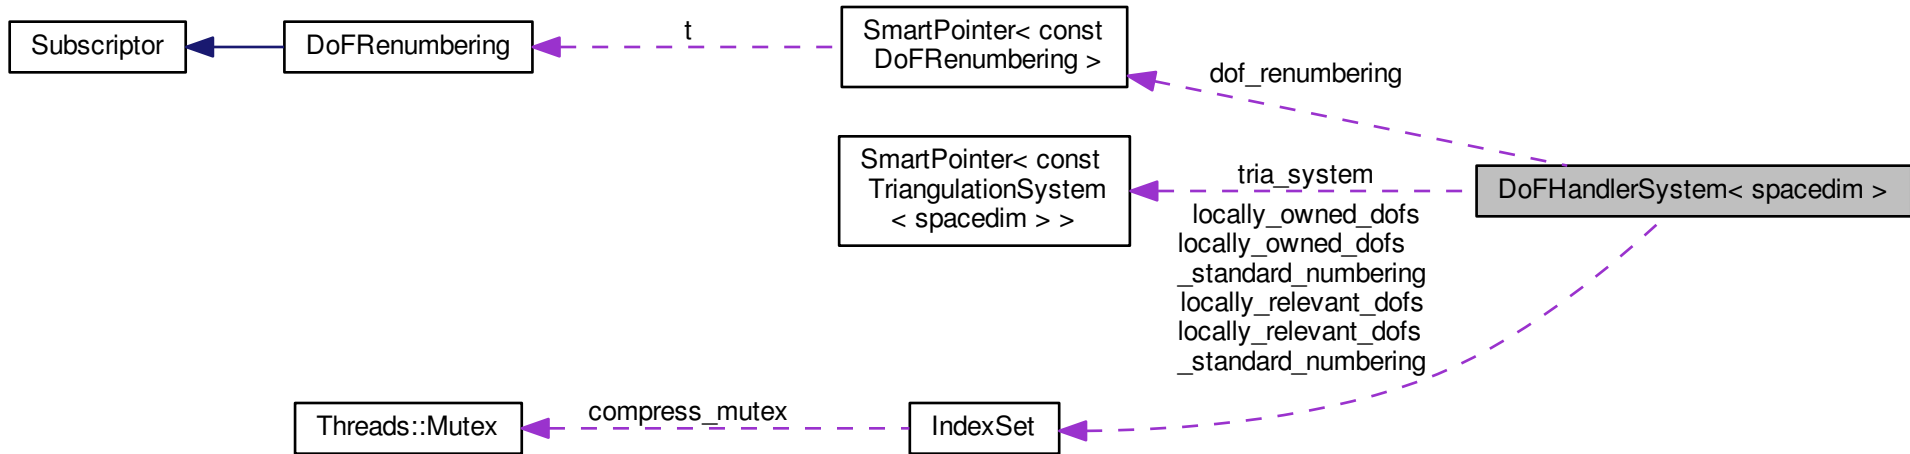 Subscriptor
DoFRenumbering
t
SmartPointer< const
DoFRenumbering >
dof_renumbering
SmartPointer< const
TriangulationSystem
< spacedim > >
tria_system
DoFHandlerSystem< spacedim >
locally_owned_dofs
locally_owned_dofs
_standard_numbering
locally_relevant_dofs
locally_relevant_dofs
_standard_numbering
Threads::Mutex
compress_mutex
IndexSet